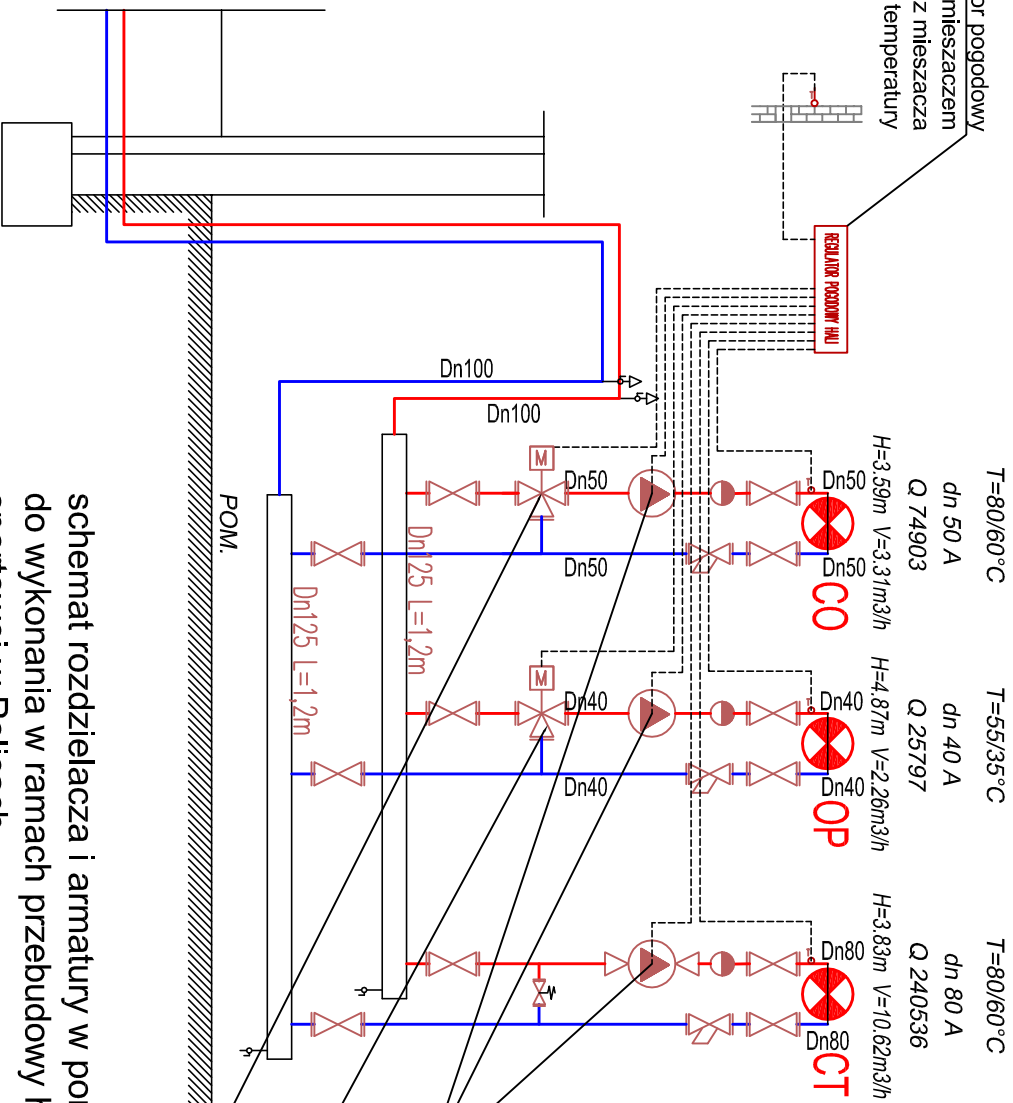 or pogodowy
mieszaczem
z mieszacza
temperatury
REGULATOR POGODOWY HALI
T=80/60°C
dn 50 A
Q 74903
H=3.59m V=3.31m3/h
T=55/35°C
dn 40 A
Q 25797
H=4.87m V=2.26m3/h
T=80/60°C
dn 80 A
Q 240536
H=3.83m V=10.62m3/h
Dn50
Dn50
CO
Dn40
Dn40
OP
Dn80
Dn80
CT
Dn50
Dn50
Dn40
Dn40
M
M
Dn100
Dn100
Dn125 L=1,2m
Dn125 L=1,2m
POM.
schemat rozdzielacza i armatury w
do wykonania w ramach przebudowy